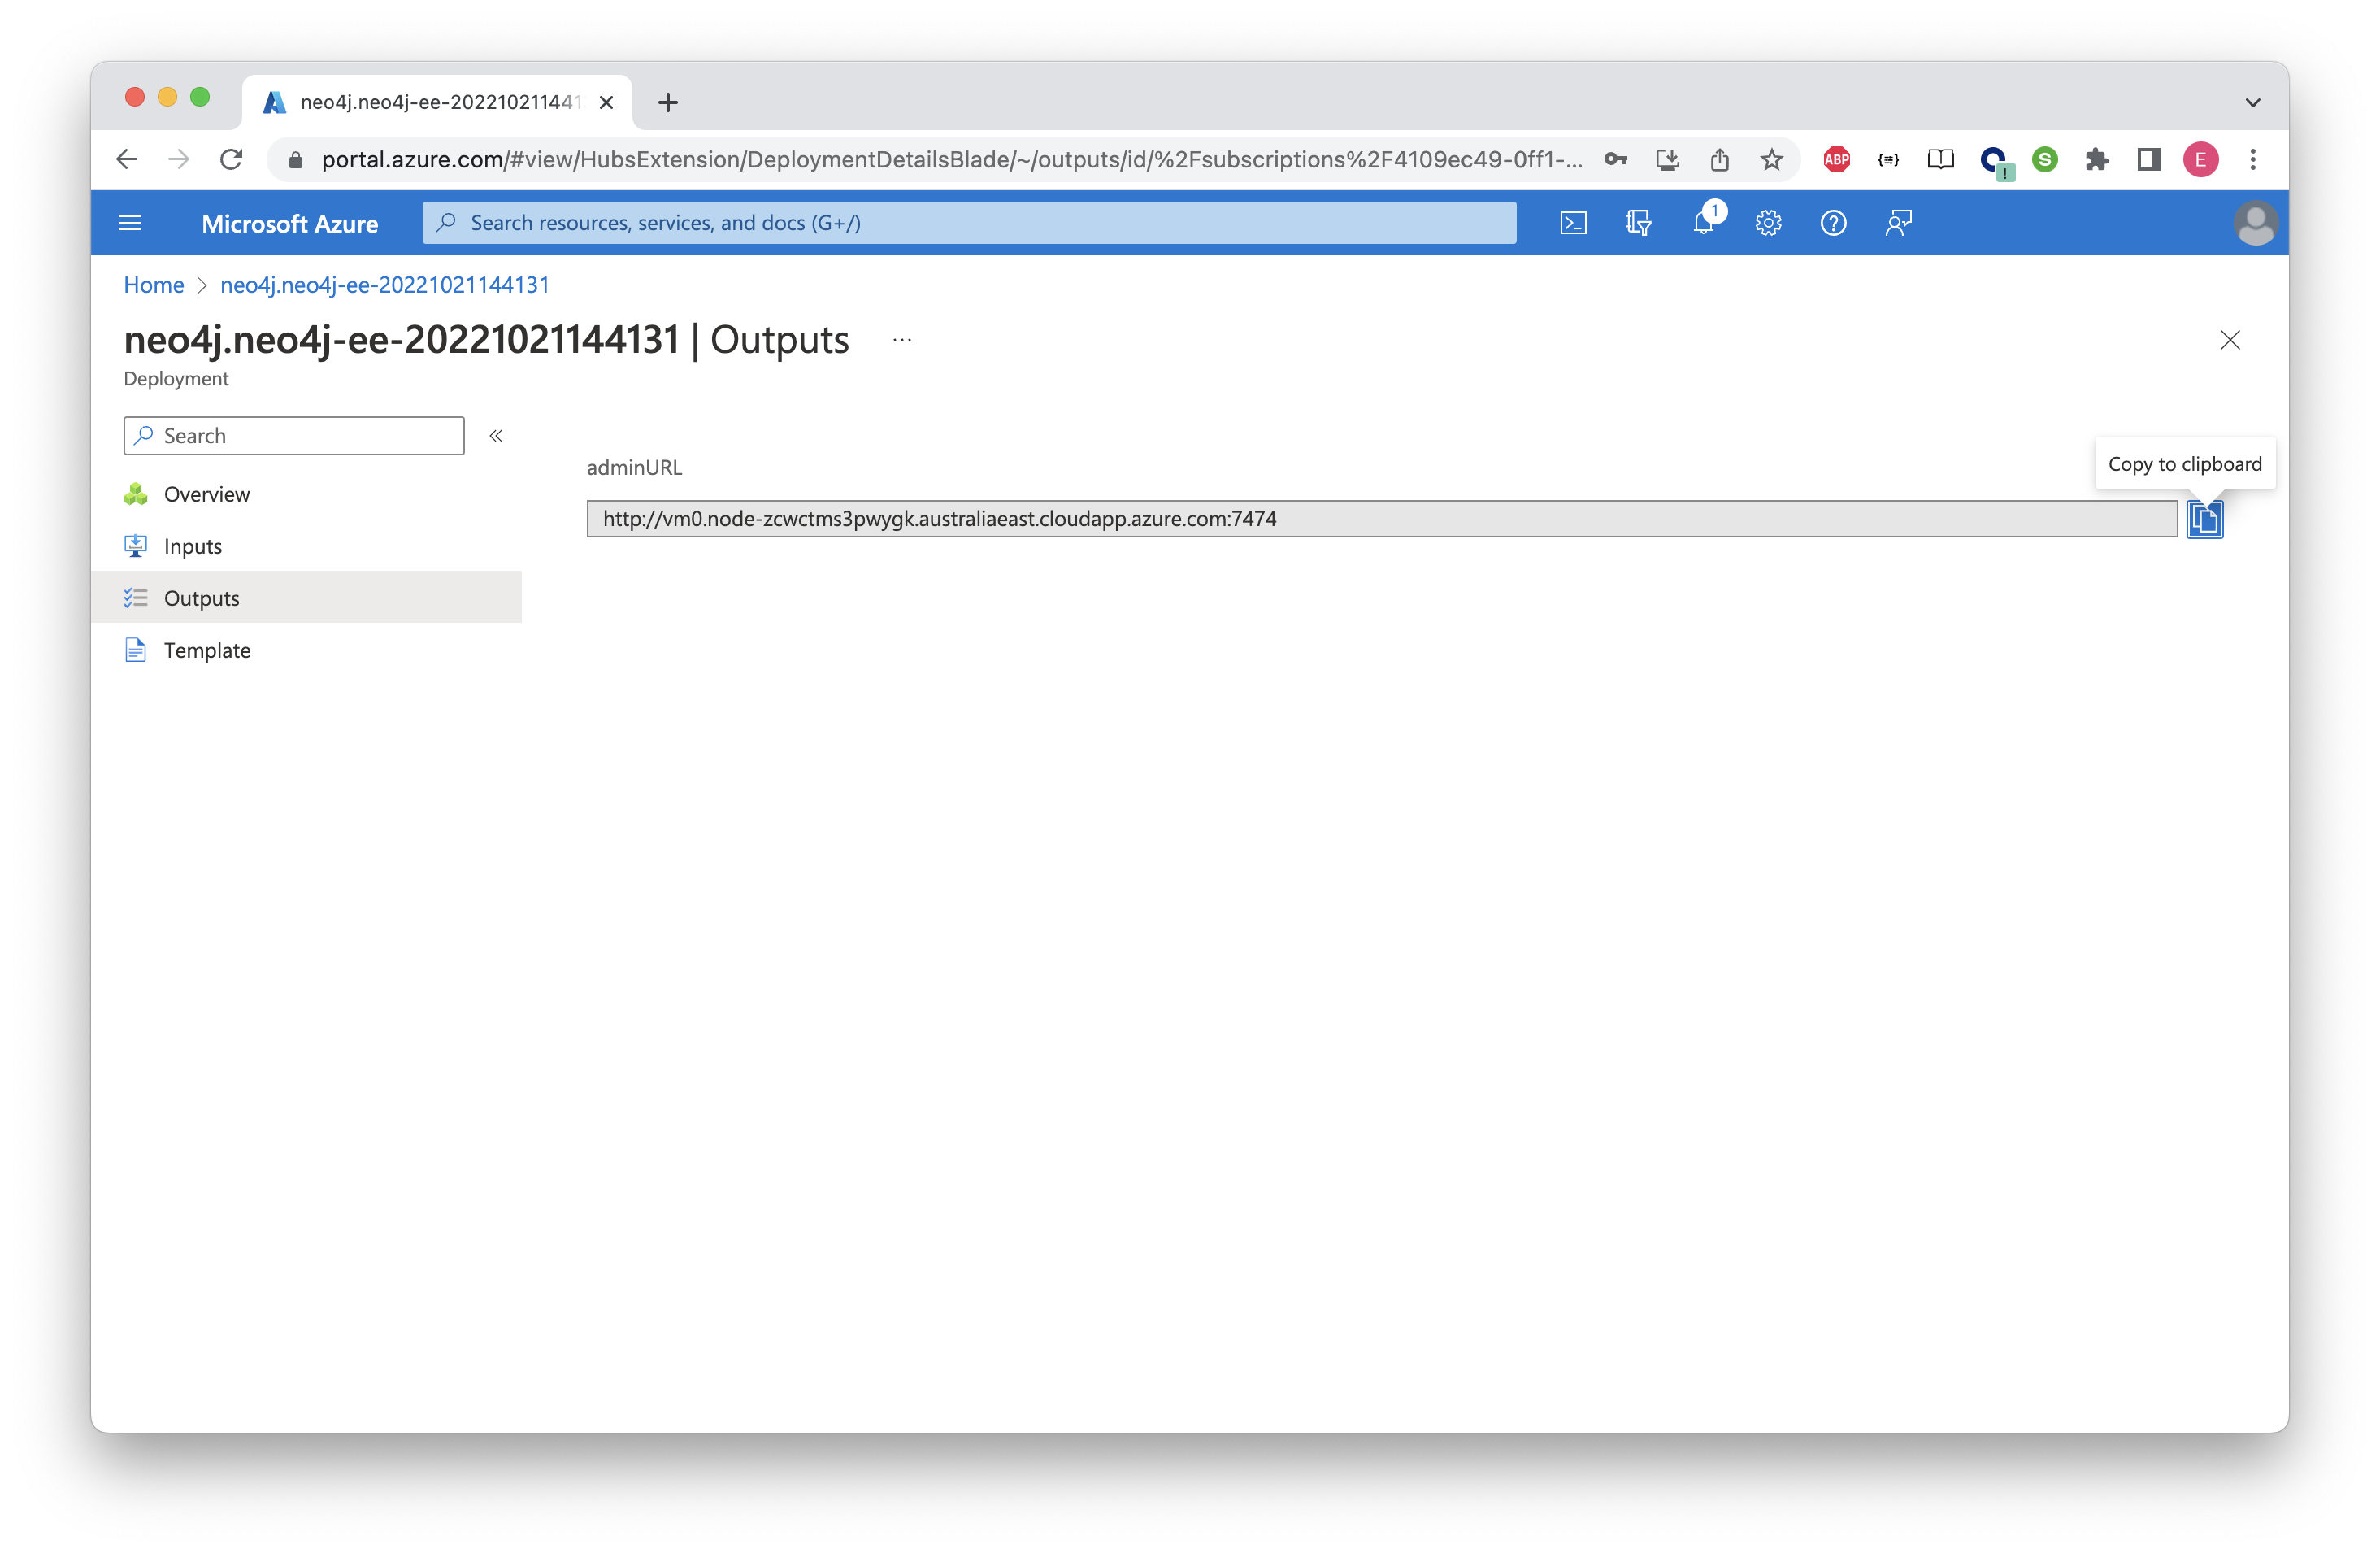 neo4j.neo4j-ee-202210211441
portal.azure.com/#view/HubsExtension/DeploymentDetailsBlade/~/outputs/id/%2Fsubscriptions%2F4109ec49-0ff1-...
ABP
S
E
Microsoft Azure
Search resources, services, and docs (G+/)
1
Home > neo4j.neo4j-ee-20221021144131
neo4j.neo4j-ee-20221021144131 | Outputs ...
Deployment
Search
«
Overview
Inputs
Outputs
Template
adminURL
Copy to clipboard
http://vm0.node-zcwctms3pwygk.australiaeast.cloudapp.azure.com:7474